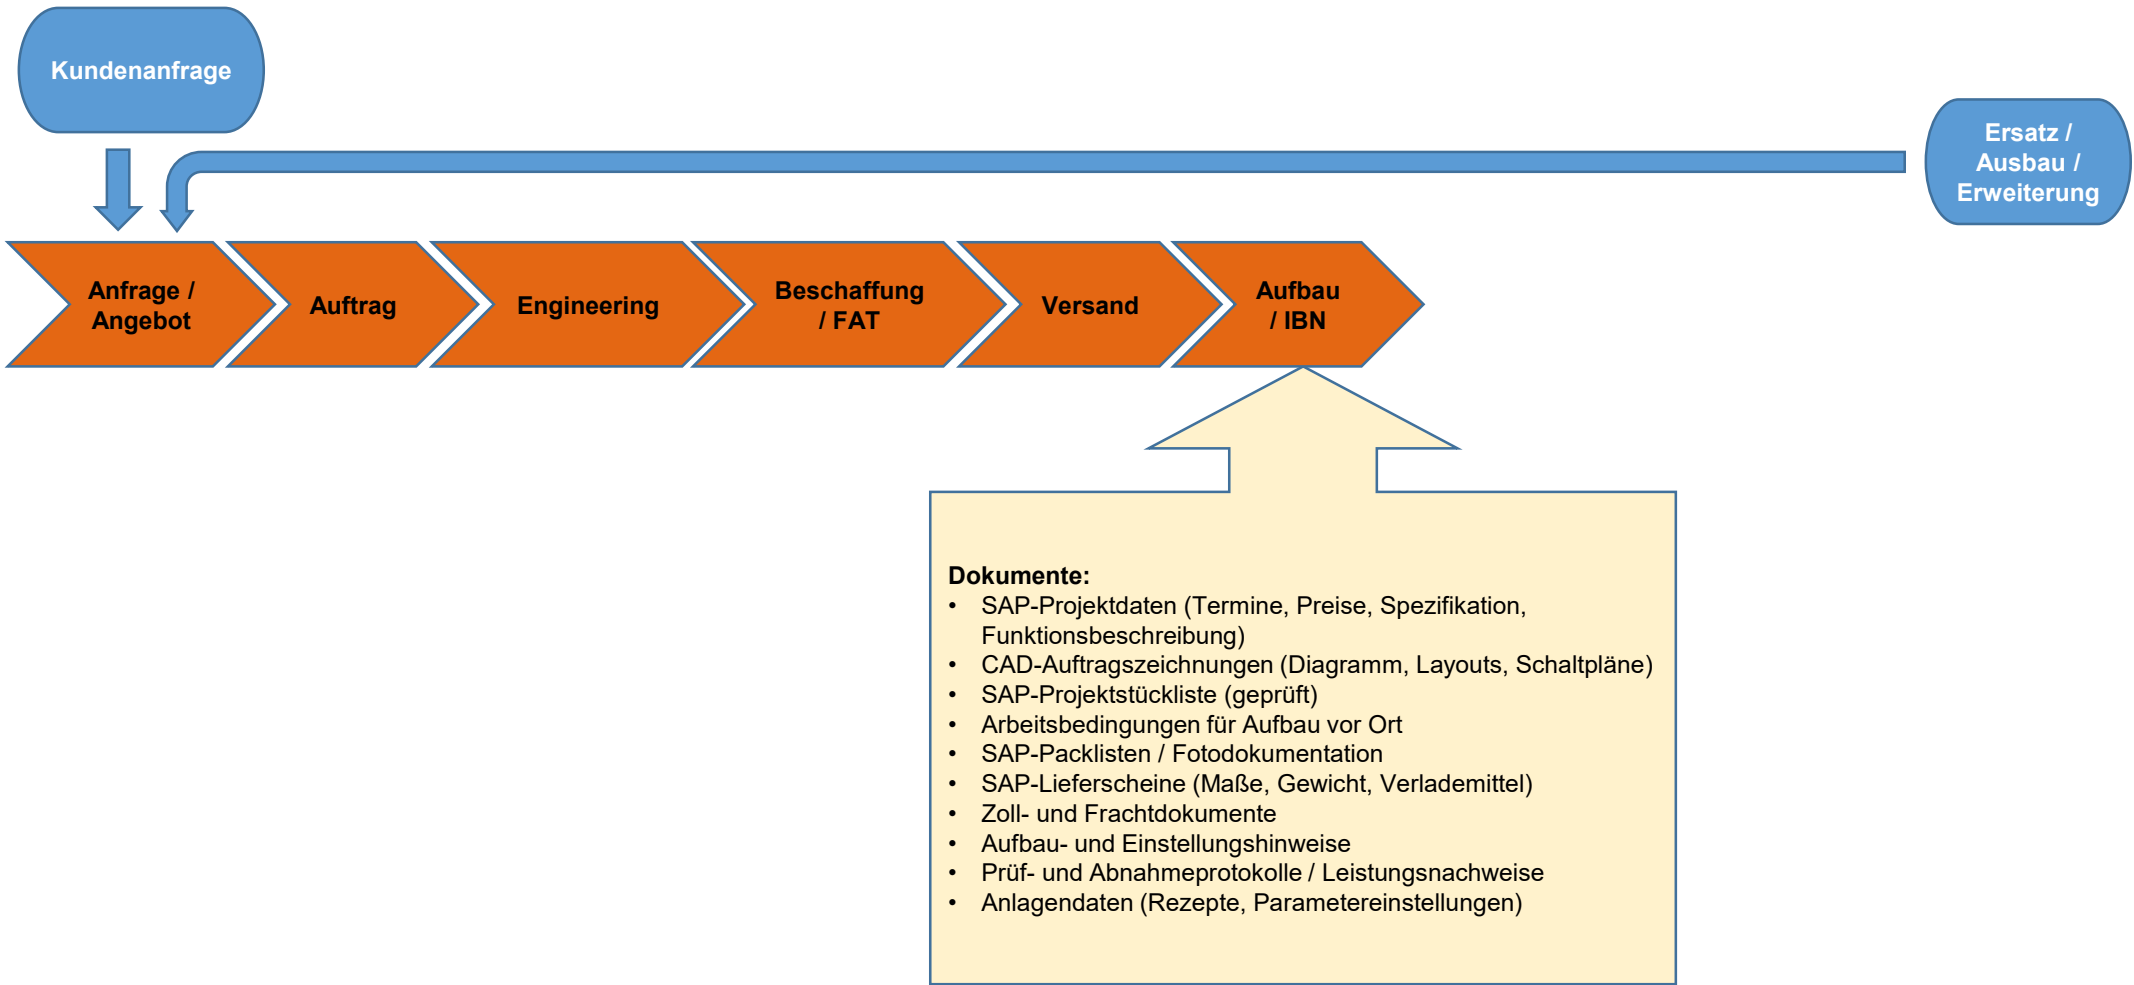 Kundenanfrage
Ersatz /
Ausbau /
Erweiterung
Anfrage /
Angebot
Auftrag
Engineering
Beschaffung
/ FAT
Versand
Aufbau
/ IBN
Dokumente:
• SAP-Projektdaten (Termine, Preise, Spezifikation,
Funktionsbeschreibung)
• CAD-Auftragszeichnungen (Diagramm, Layouts, Schaltpläne)
• SAP-Projektstückliste (geprüft)
• Arbeitsbedingungen für Aufbau vor Ort
• SAP-Packlisten / Fotodokumentation
• SAP-Lieferscheine (Maße, Gewicht, Verlademittel)
• Zoll- und Frachtdokumente
• Aufbau- und Einstellungshinweise
• Prüf- und Abnahmeprotokolle / Leistungsnachweise
• Anlagendaten (Rezepte, Parametereinstellungen)